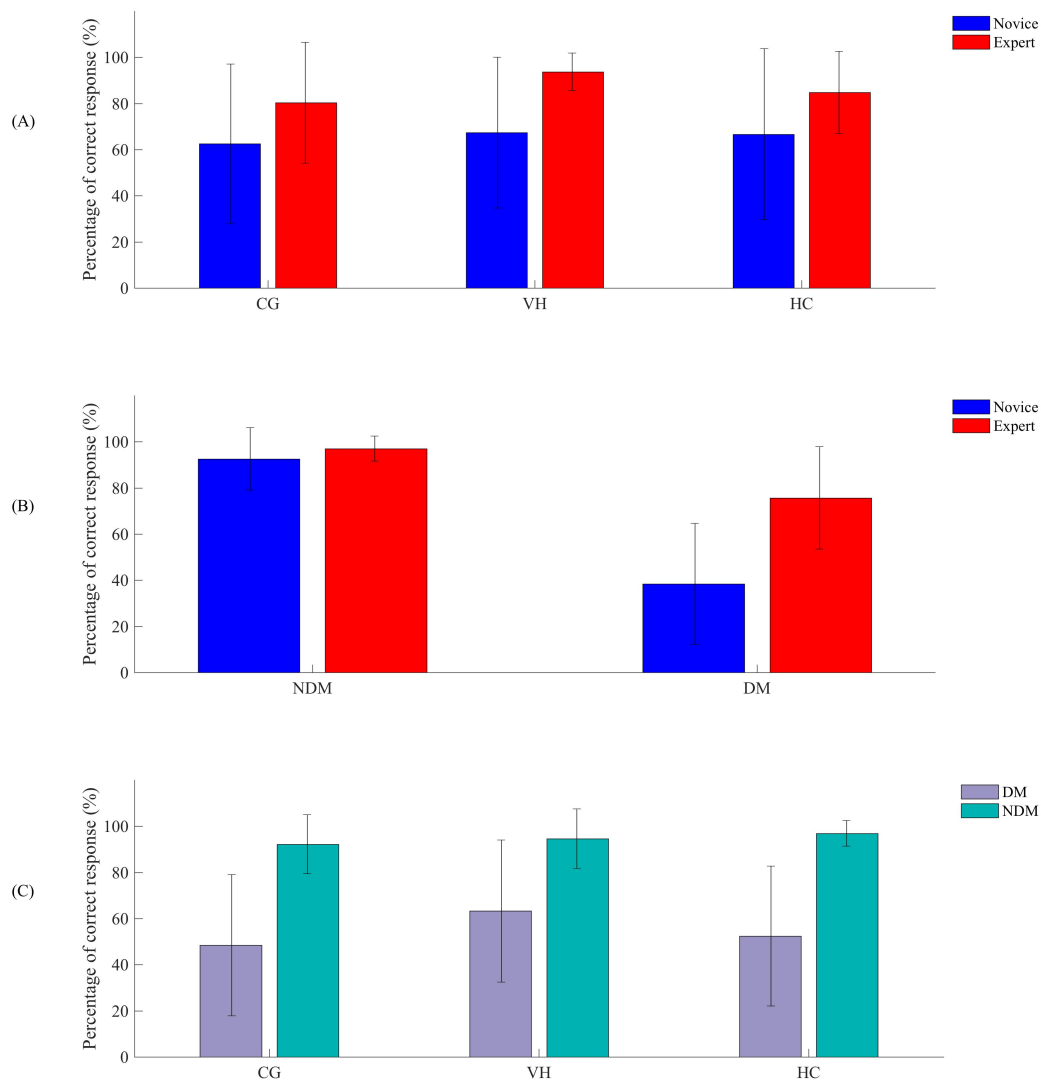 (A)
Percentage of correct response (%)
100
80
60
40
20
0
CG
VH
HC
Novice
Expert
(B)
Percentage of correct response (%)
100
80
60
40
20
0
NDM
DM
Novice
Expert
(C)
Percentage of correct response (%)
100
80
60
40
20
0
CG
VH
HC
DM
NDM